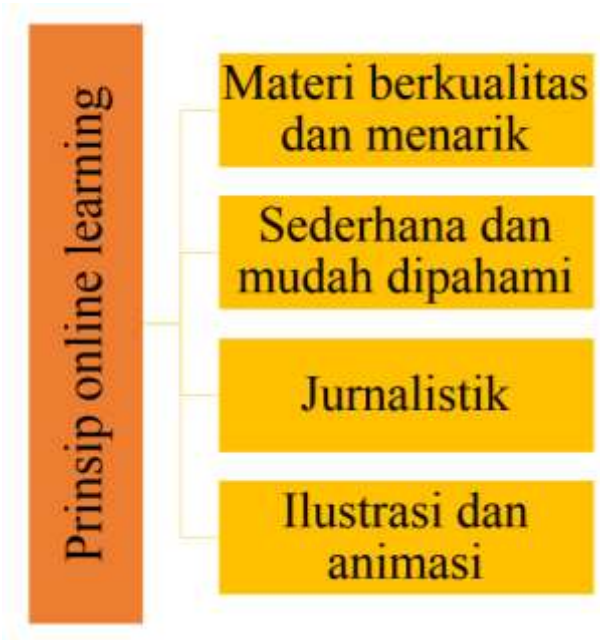 Prinsip online learning
Materi berkualitas
dan menarik
Sederhana dan
mudah dipahami
Jurnalistik
Ilustrasi dan
animasi